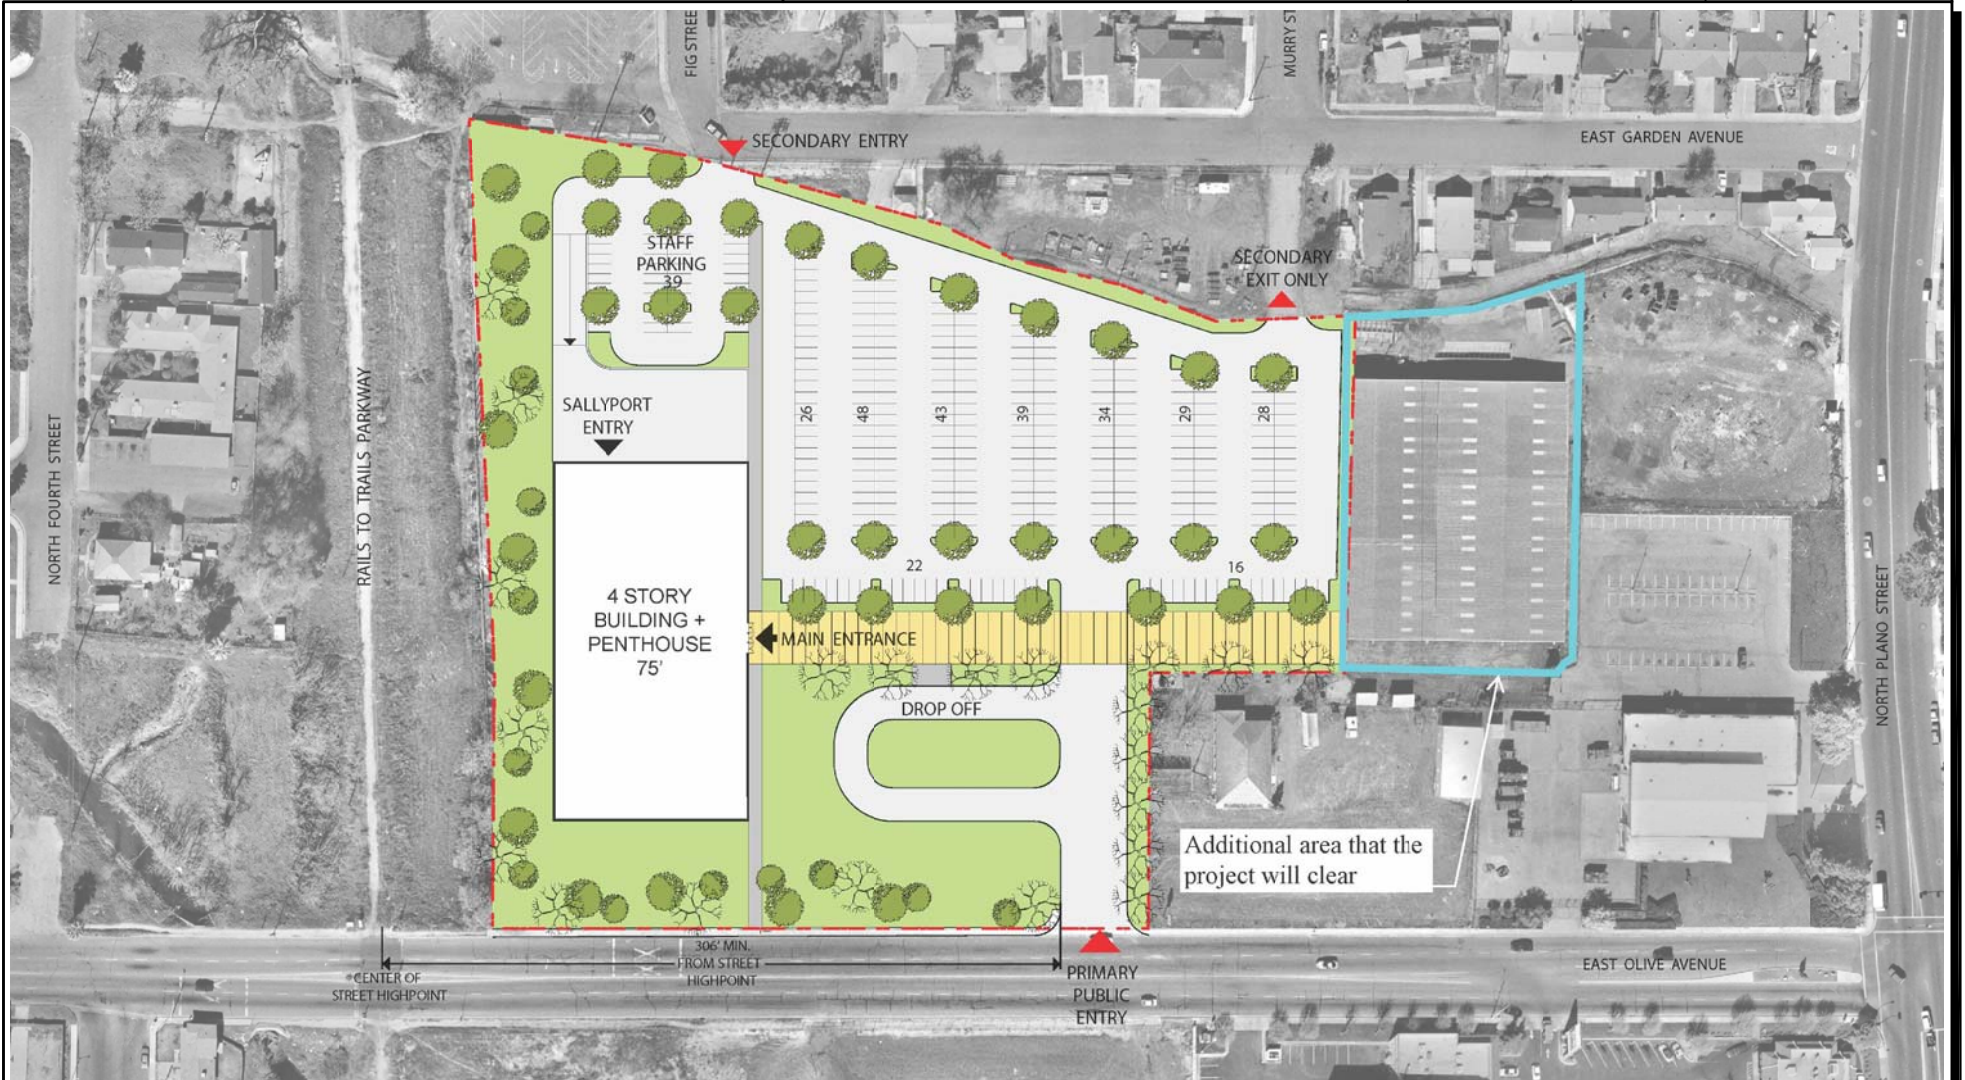 FIG STREE
MURRY ST
EAST GARDEN AVENUE
SECONDARY ENTRY
STAFF
PARKING
39
SECONDARY
EXIT ONLY
SALLYPORT
ENTRY
26
48
43
39
34
29
28
NORTH FOURTH STREET
RAILS TO TRAILS PARKWAY
22
16
4 STORY
BUILDING +
PENTHOUSE
75'
MAIN ENTRANCE
DROP OFF
NORTH PLANO STREET
Additional area that the
project will clear
306' MIN.
FROM STREET
HIGHPOINT
CENTER OF
STREET HIGHPOINT
PRIMARY
PUBLIC
ENTRY
EAST OLIVE AVENUE